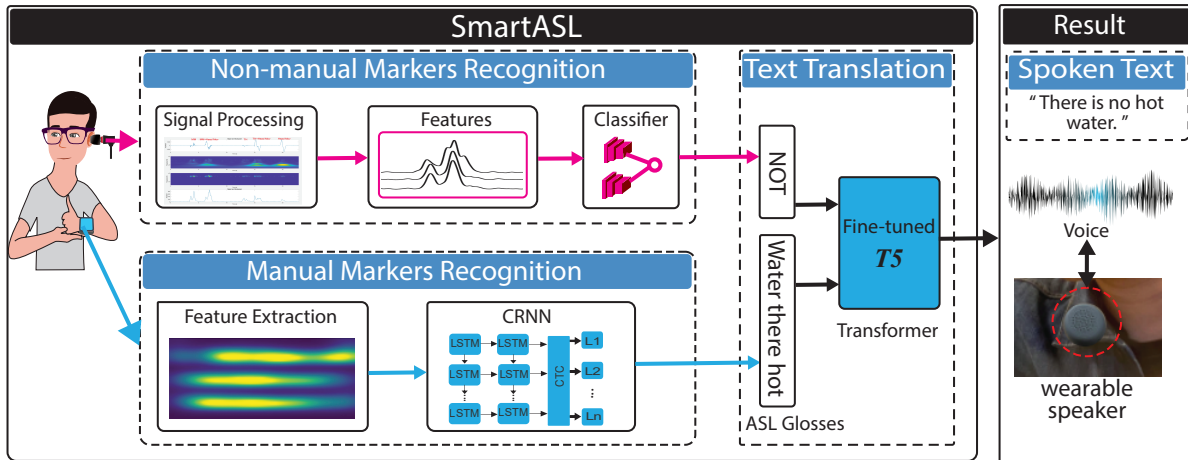 SmartASL
Non-manual Markers Recognition
Signal Processing
Features
Classifier
Manual Markers Recognition
Feature Extraction
CRNN
LSTM
LSTM
LSTM
LSTM
LSTM
LSTM
CTC
L1
L2
...
Ln
Text Translation
NOT
Water there hot
ASL Glosses
Fine-tuned
T5
Transformer
Result
Spoken Text
“ There is no hot
water. ”
Voice
wearable
speaker